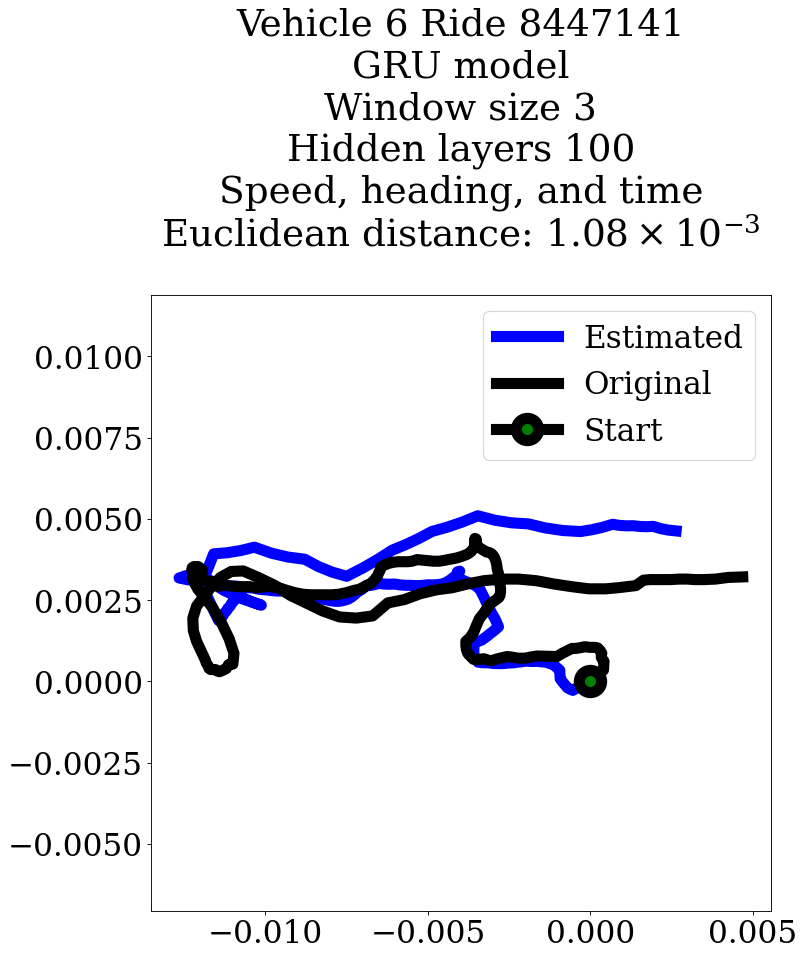 Vehicle 6 Ride 8447141
GRU model
Window size 3
Hidden layers 100
Speed, heading, and time
Euclidean distance: 1.08 × 10⁻³
Estimated
Original
Start
0.0100
0.0075
0.0050
0.0025
0.0000
−0.0025
−0.0050
−0.010 −0.005 0.000 0.005